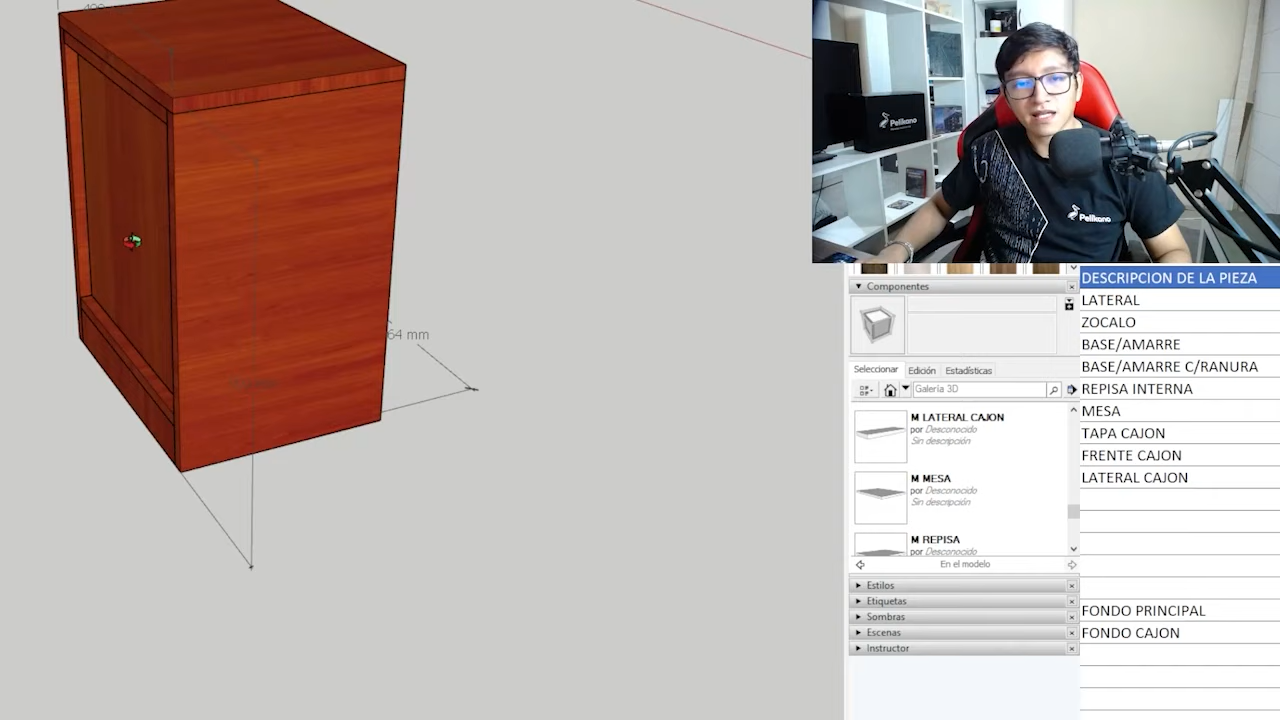 400
64 mm
Pelikano
Pelikano
Componentes
Seleccionar
Edición
Estadísticas
Galería 3D
M LATERAL CAJON
por Desconocido
Sin descripción
M MESA
por Desconocido
Sin descripción
M REPISA
por Desconocido
En el modelo
Estilos
Etiquetas
Sombras
Escenas
Instructor
DESCRIPCION DE LA PIEZA
LATERAL
ZOCALO
BASE/AMARRE
BASE/AMARRE C/RANURA
REPISA INTERNA
MESA
TAPA CAJON
FRENTE CAJON
LATERAL CAJON
FONDO PRINCIPAL
FONDO CAJON